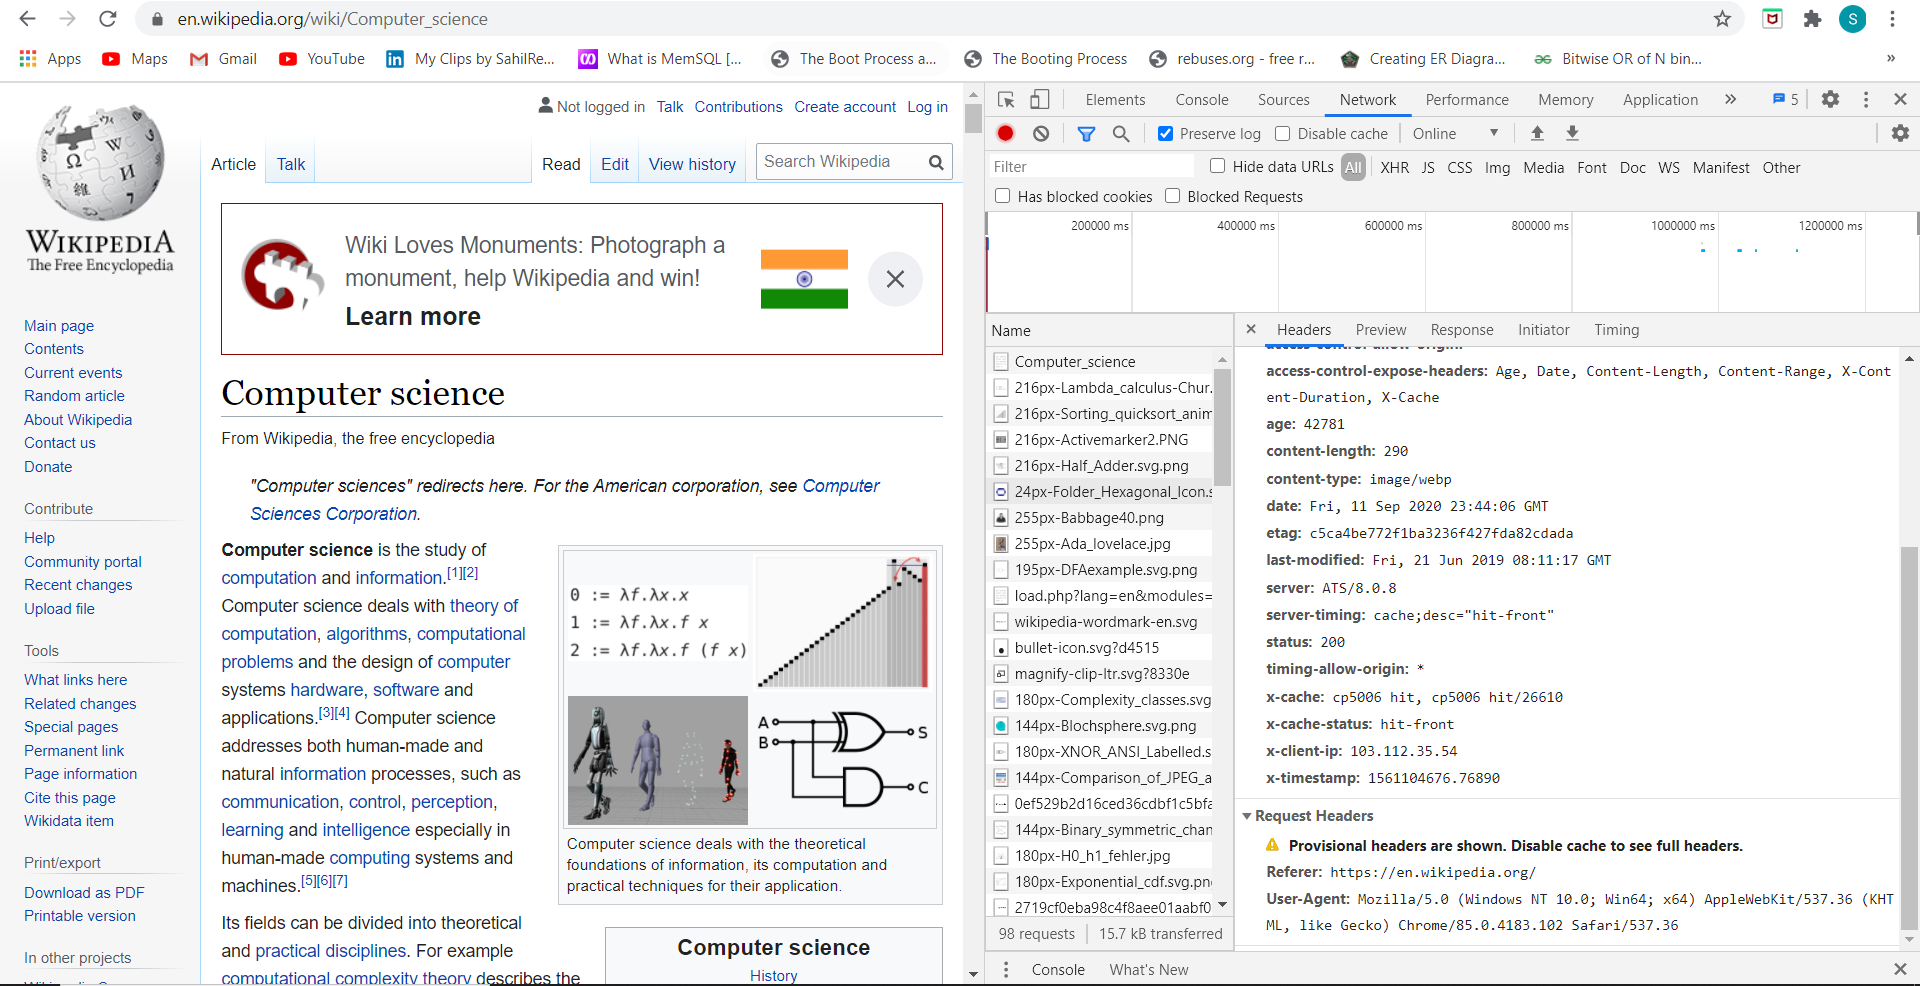 en.wikipedia.org/wiki/Computer_science
S
Apps Maps Gmail YouTube My Clips by SahilRe... What is MemSQL [... The Boot Process a... The Booting Process rebuses.org - free r... Creating ER Diagra... Bitwise OR of N bin... »
WIKIPEDIA
The Free Encyclopedia
Main page
Contents
Current events
Random article
About Wikipedia
Contact us
Donate
Contribute
Help
Community portal
Recent changes
Upload file
Tools
What links here
Related changes
Special pages
Permanent link
Page information
Cite this page
Wikidata item
Print/export
Download as PDF
Printable version
In other projects
Not logged in Talk Contributions Create account Log in
Article Talk Read Edit View history Search Wikipedia
Wiki Loves Monuments: Photograph a
monument, help Wikipedia and win!
Learn more
Computer science
From Wikipedia, the free encyclopedia
"Computer sciences" redirects here. For the American corporation, see Computer
Sciences Corporation.
Computer science is the study of
computation and information.[1][2]
Computer science deals with theory of
computation, algorithms, computational
problems and the design of computer
systems hardware, software and
applications.[3][4] Computer science
addresses both human-made and
natural information processes, such as
communication, control, perception,
learning and intelligence especially in
human-made computing systems and
machines.[5][6][7]
Its fields can be divided into theoretical
and practical disciplines. For example
computational complexity theory describes the
0 := λf.λx.x
1 := λf.λx.f x
2 := λf.λx.f (f x)
A
B
S
C
Computer science deals with the theoretical
foundations of information, its computation and
practical techniques for their application.
Computer science
History
Elements Console Sources Network Performance Memory Application » 5
Preserve log Disable cache Online
Filter Hide data URLs All XHR JS CSS Img Media Font Doc WS Manifest Other
Has blocked cookies Blocked Requests
200000 ms 400000 ms 600000 ms 800000 ms 1000000 ms 1200000 ms
Name
Computer_science
216px-Lambda_calculus-Chur.
216px-Sorting_quicksort_anim
216px-Activemarker2.PNG
216px-Half_Adder.svg.png
24px-Folder_Hexagonal_Icon.s
255px-Babbage40.png
255px-Ada_lovelace.jpg
195px-DFAexample.svg.png
load.php?lang=en&modules=
wikipedia-wordmark-en.svg
bullet-icon.svg?d4515
magnify-clip-ltr.svg?8330e
180px-Complexity_classes.svg
144px-Blochsphere.svg.png
180px-XNOR_ANSI_Labelled.s
144px-Comparison_of_JPEG_a
0ef529b2d16ced36cdbf1c5bfa
144px-Binary_symmetric_chan
180px-H0_h1_fehler.jpg
180px-Exponential_cdf.svg.pn
2719cf0eba98c4f8aee01aabf0
98 requests 15.7 kB transferred
Headers Preview Response Initiator Timing
access-control-allow-origin:
access-control-expose-headers: Age, Date, Content-Length, Content-Range, X-Cont
ent-Duration, X-Cache
age: 42781
content-length: 290
content-type: image/webp
date: Fri, 11 Sep 2020 23:44:06 GMT
etag: c5ca4be772f1ba3236f427fda82cdada
last-modified: Fri, 21 Jun 2019 08:11:17 GMT
server: ATS/8.0.8
server-timing: cache;desc="hit-front"
status: 200
timing-allow-origin: *
x-cache: cp5006 hit, cp5006 hit/26610
x-cache-status: hit-front
x-client-ip: 103.112.35.54
x-timestamp: 1561104676.76890
Request Headers
Provisional headers are shown. Disable cache to see full headers.
Referer: https://en.wikipedia.org/
User-Agent: Mozilla/5.0 (Windows NT 10.0; Win64; x64) AppleWebKit/537.36 (KHT
ML, like Gecko) Chrome/85.0.4183.102 Safari/537.36
Console What's New